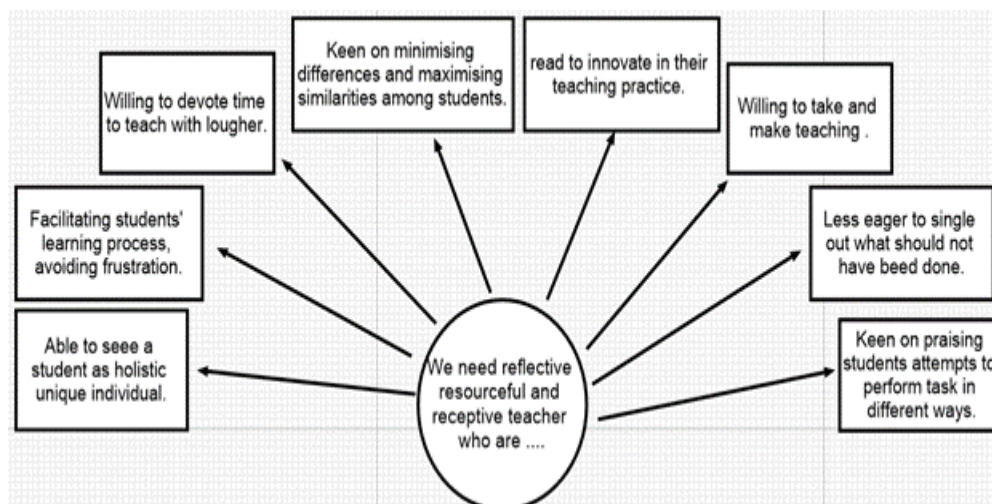 Keen on minimising
differences and maximising
similarities among students.
read to innovate in their
teaching practice.
Willing to devote time
to teach with lougher.
Willing to take and
make teaching .
Facilitating students'
learning process,
avoiding frustration.
Less eager to single
out what should not
have beed done.
Able to seee a
student as holistic
unique individual.
We need reflective
resourceful and
receptive teacher
who are ....
Keen on praising
students attempts to
perform task in
different ways.